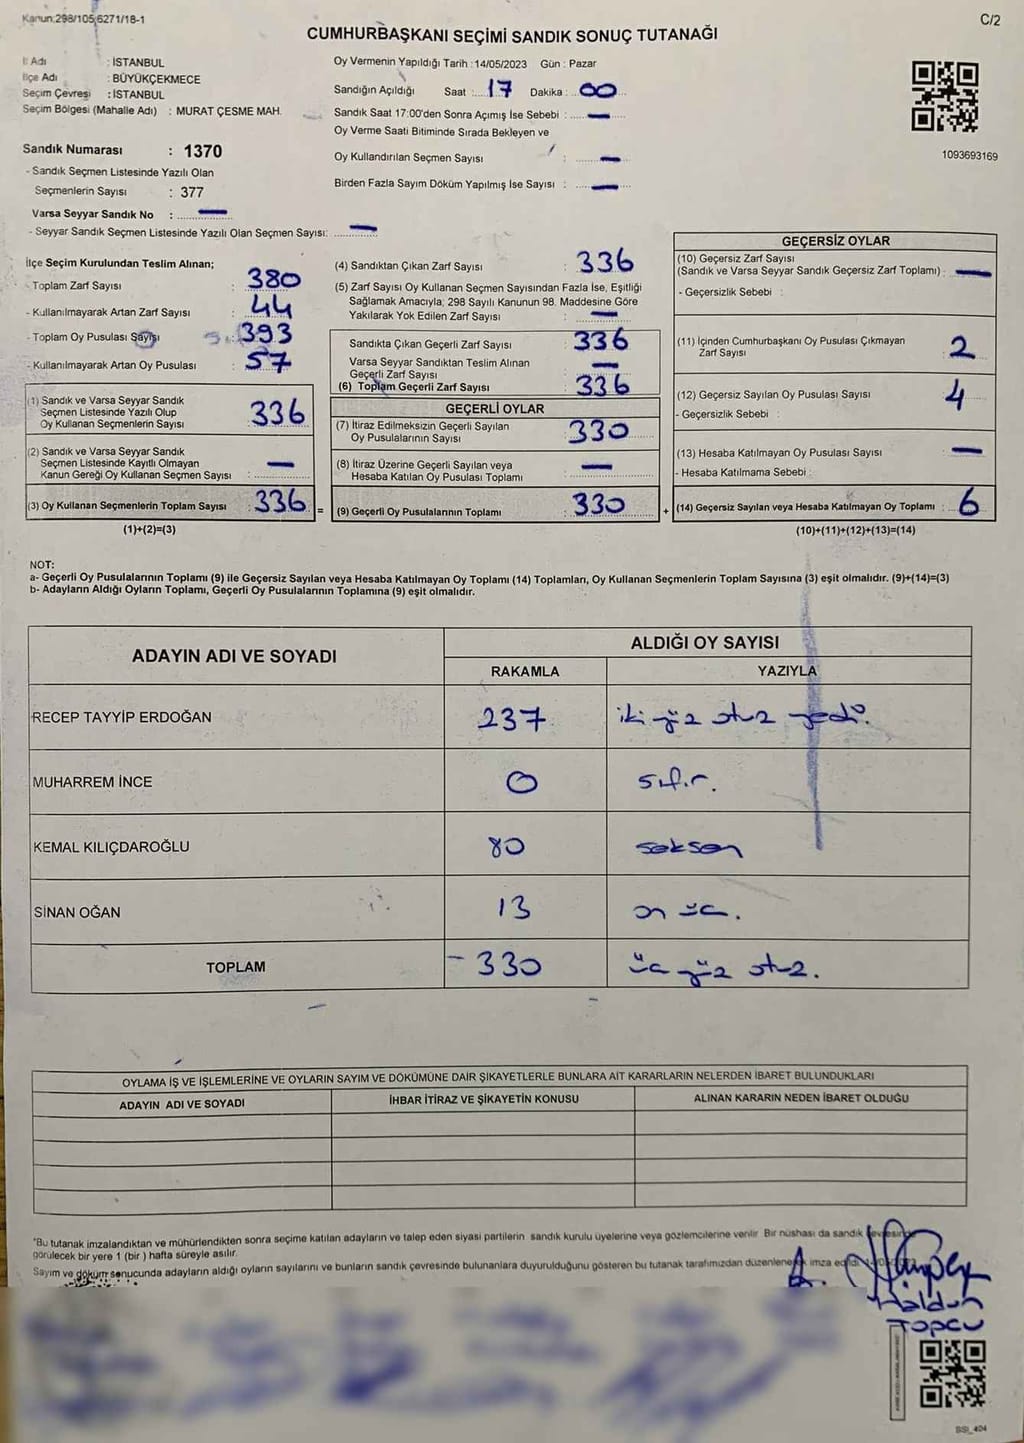 Kanun:298/105;6271/18-1
C/2
CUMHURBAŞKANI SEÇİMİ SANDIK SONUÇ TUTANAĞI
İl Adı : İSTANBUL
İlçe Adı : BÜYÜKÇEKMECE
Seçim Çevresi : İSTANBUL
Seçim Bölgesi (Mahalle Adı) : MURAT ÇESME MAH.
Sandık Numarası : 1370
- Sandık Seçmen Listesinde Yazılı Olan
Seçmenlerin Sayısı : 377
Varsa Seyyar Sandık No : —
- Seyyar Sandık Seçmen Listesinde Yazılı Olan Seçmen Sayısı: —
Oy Vermenin Yapıldığı Tarih : 14/05/2023 Gün : Pazar
Sandığın Açıldığı Saat : 17 Dakika : 00
Sandık Saat 17:00'den Sonra Açımış İse Sebebi : —
Oy Verme Saati Bitiminde Sırada Bekleyen ve
Oy Kullandırılan Seçmen Sayısı : —
Birden Fazla Sayım Döküm Yapılmış İse Sayısı : —
1093693169
İlçe Seçim Kurulundan Teslim Alınan;
- Toplam Zarf Sayısı : 380
- Kullanılmayarak Artan Zarf Sayısı : 44
- Toplam Oy Pusulası Sayısı : 393
- Kullanılmayarak Artan Oy Pusulası : 57
(1) Sandık ve Varsa Seyyar Sandık
Seçmen Listesinde Yazılı Olup
Oy Kullanan Seçmenlerin Sayısı : 336
(2) Sandık ve Varsa Seyyar Sandık
Seçmen Listesinde Kayıtlı Olmayan
Kanun Gereği Oy Kullanan Seçmen Sayısı : —
(3) Oy Kullanan Seçmenlerin Toplam Sayısı : 336
(1)+(2)=(3)
(4) Sandıktan Çıkan Zarf Sayısı : 336
(5) Zarf Sayısı Oy Kullanan Seçmen Sayısından Fazla İse, Eşitliği
Sağlamak Amacıyla, 298 Sayılı Kanunun 98. Maddesine Göre
Yakılarak Yok Edilen Zarf Sayısı : —
Sandıkta Çıkan Geçerli Zarf Sayısı : 336
Varsa Seyyar Sandıktan Teslim Alınan
Geçerli Zarf Sayısı : —
(6) Toplam Geçerli Zarf Sayısı : 336
GEÇERLİ OYLAR
(7) İtiraz Edilmeksizin Geçerli Sayılan
Oy Pusulalarının Sayısı : 330
(8) İtiraz Üzerine Geçerli Sayılan veya
Hesaba Katılan Oy Pusulası Toplamı : —
= (9) Geçerli Oy Pusulalarının Toplamı : 330
GEÇERSİZ OYLAR
(10) Geçersiz Zarf Sayısı
(Sandık ve Varsa Seyyar Sandık Geçersiz Zarf Toplamı) : —
- Geçersizlik Sebebi :
(11) İçinden Cumhurbaşkanı Oy Pusulası Çıkmayan
Zarf Sayısı 2
(12) Geçersiz Sayılan Oy Pusulası Sayısı 4
- Geçersizlik Sebebi :
(13) Hesaba Katılmayan Oy Pusulası Sayısı —
- Hesaba Katılmama Sebebi :
+ (14) Geçersiz Sayılan veya Hesaba Katılmayan Oy Toplamı : 6
(10)+(11)+(12)+(13)=(14)
NOT:
a- Geçerli Oy Pusulalarının Toplamı (9) ile Geçersiz Sayılan veya Hesaba Katılmayan Oy Toplamı (14) Toplamları, Oy Kullanan Seçmenlerin Toplam Sayısına (3) eşit olmalıdır. (9)+(14)=(3)
b- Adayların Aldığı Oyların Toplamı, Geçerli Oy Pusulalarının Toplamına (9) eşit olmalıdır.
ADAYIN ADI VE SOYADI
ALDIĞI OY SAYISI
RAKAMLA YAZIYLA
RECEP TAYYİP ERDOĞAN 237 iki yüz otuz yedi.
MUHARREM İNCE 0 sıfır.
KEMAL KILIÇDAROĞLU 80 seksen
SİNAN OĞAN 13 on üç.
TOPLAM - 330 üç yüz otuz.
OYLAMA İŞ VE İŞLEMLERİNE VE OYLARIN SAYIM VE DÖKÜMÜNE DAİR ŞİKAYETLERLE BUNLARA AİT KARARLARIN NELERDEN İBARET BULUNDUKLARI
ADAYIN ADI VE SOYADI İHBAR İTİRAZ VE ŞİKAYETİN KONUSU ALINAN KARARIN NEDEN İBARET OLDUĞU
"Bu tutanak imzalandıktan ve mühürlendikten sonra seçime katılan adayların ve talep eden siyasi partilerin sandık kurulu üyelerine veya gözlemcilerine verilir Bir nüshası da sandık çevresinde
görülecek bir yere 1 (bir ) hafta süreyle asılır.
Sayım ve döküm sonucunda adayların aldığı oyların sayılarını ve bunların sandık çevresinde bulunanlara duyurulduğunu gösteren bu tutanak tarafımızdan düzenlenerek imza edildi.
Haldun
TOPCU
BSI_404